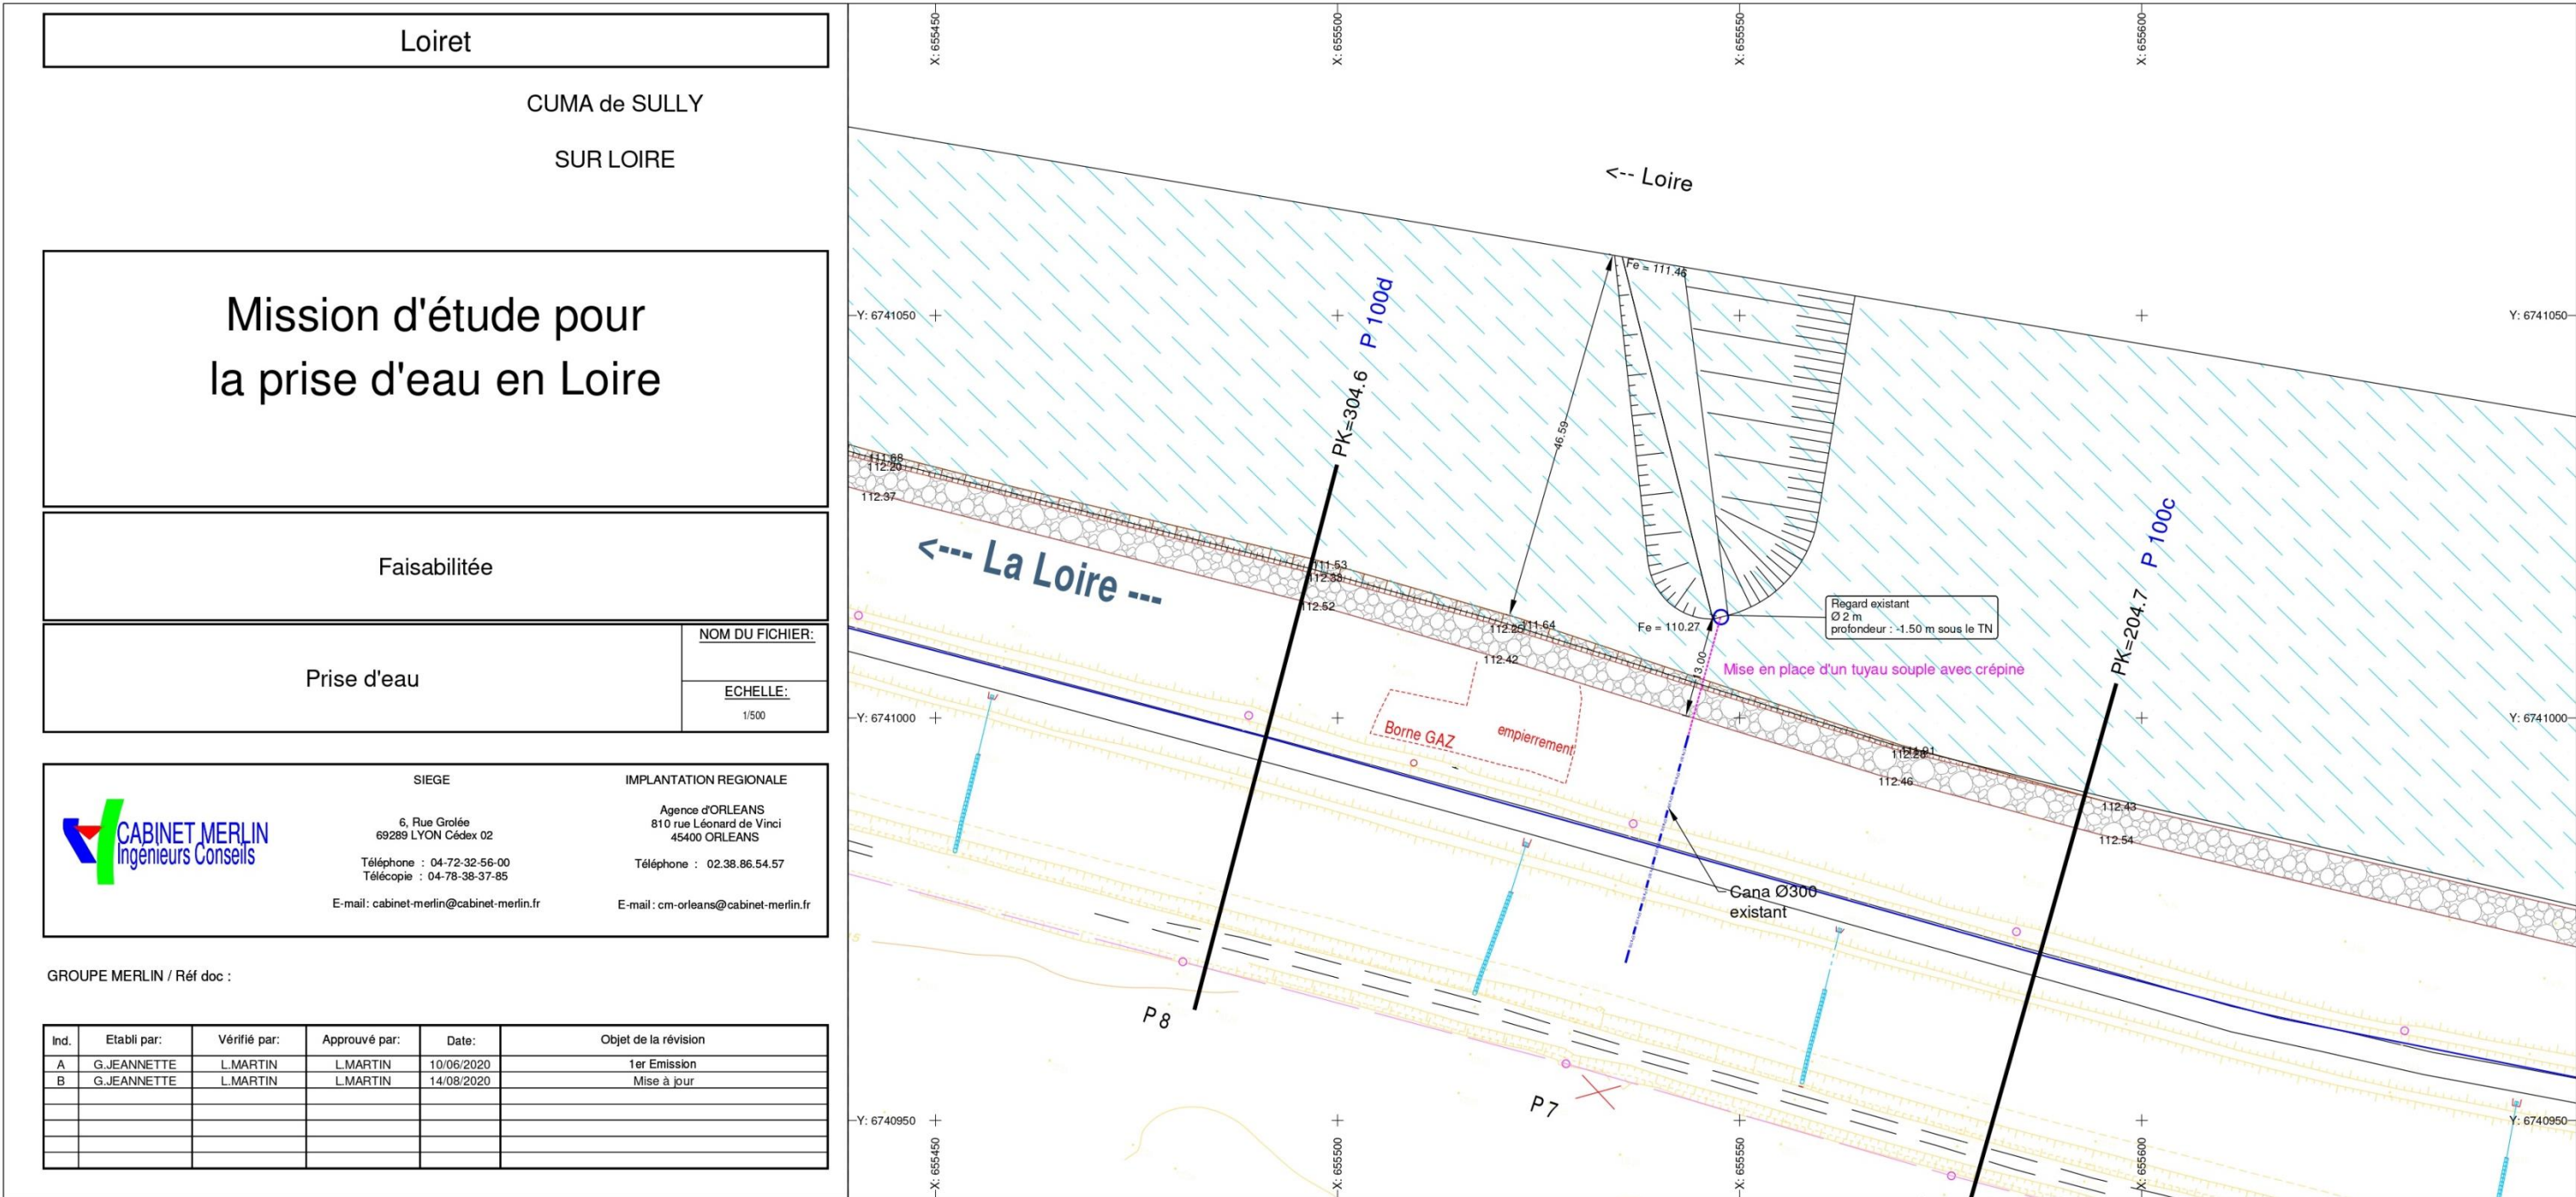 Loiret
CUMA de SULLY
SUR LOIRE
Mission d'étude pour
la prise d'eau en Loire
Faisabilitée
Prise d'eau
NOM DU FICHIER:
ECHELLE:
1/500
CABINET MERLIN
Ingénieurs Conseils
SIEGE
6, Rue Grolée
69289 LYON Cédex 02
Téléphone : 04-72-32-56-00
Télécopie : 04-78-38-37-85
E-mail : cabinet-merlin@cabinet-merlin.fr
IMPLANTATION REGIONALE
Agence d'ORLEANS
810 rue Léonard de Vinci
45400 ORLEANS
Téléphone : 02.38.86.54.57
E-mail : cm-orleans@cabinet-merlin.fr
GROUPE MERLIN / Réf doc :
Ind. Etabli par: Vérifié par: Approuvé par: Date: Objet de la révision
A G.JEANNETTE L.MARTIN L.MARTIN 10/06/2020 1er Emission
B G.JEANNETTE L.MARTIN L.MARTIN 14/08/2020 Mise à jour
X: 655450
X: 655500
X: 655550
X: 655600
<-- Loire
Fe = 111.46
Y: 6741050
Y: 6741050
PK=304.6 P 100d
46.59
111.68
112.20
112.37
<--- La Loire ---
111.53
112.38
112.52
111.64
112.42
Fe = 110.27
Regard existant
Ø 2 m
profondeur : -1.50 m sous le TN
13.00
Mise en place d'un tuyau souple avec crépine
PK=204.7 P 100c
Y: 6741000
Y: 6741000
Borne GAZ
empierrement
112.46
112.43
112.54
Cana Ø300
existant
P 8
P 7
Y: 6740950
Y: 6740950
X: 655450
X: 655500
X: 655550
X: 655600